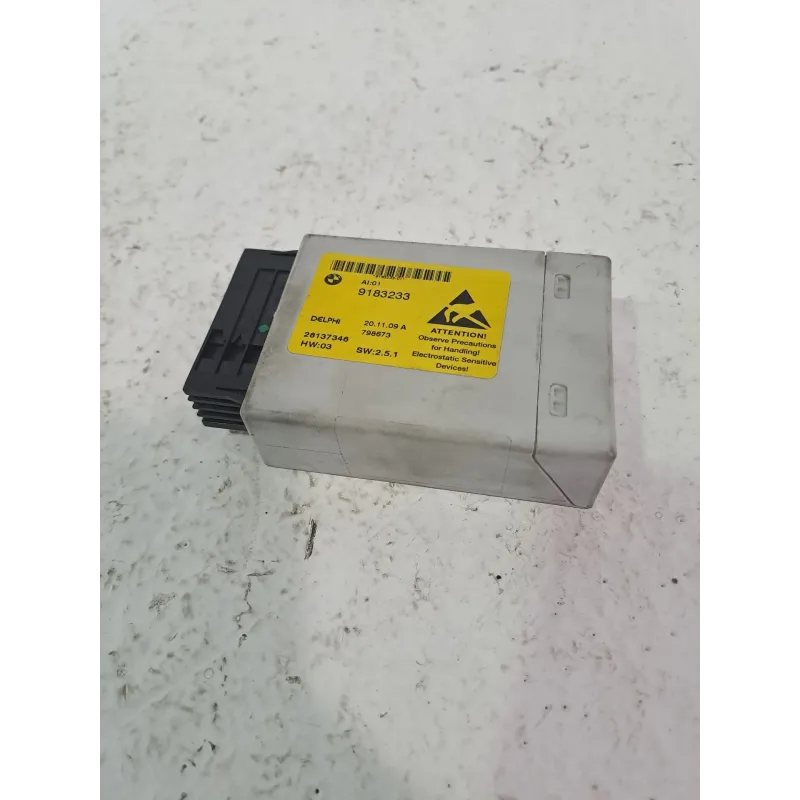 AI:01
9183233
DELPHI 20.11.09 A
28137346 798673
HW:03 SW:2.5.1
ATTENTION!
Observe Precautions
for Handling!
Electrostatic Sensitive
Devices!